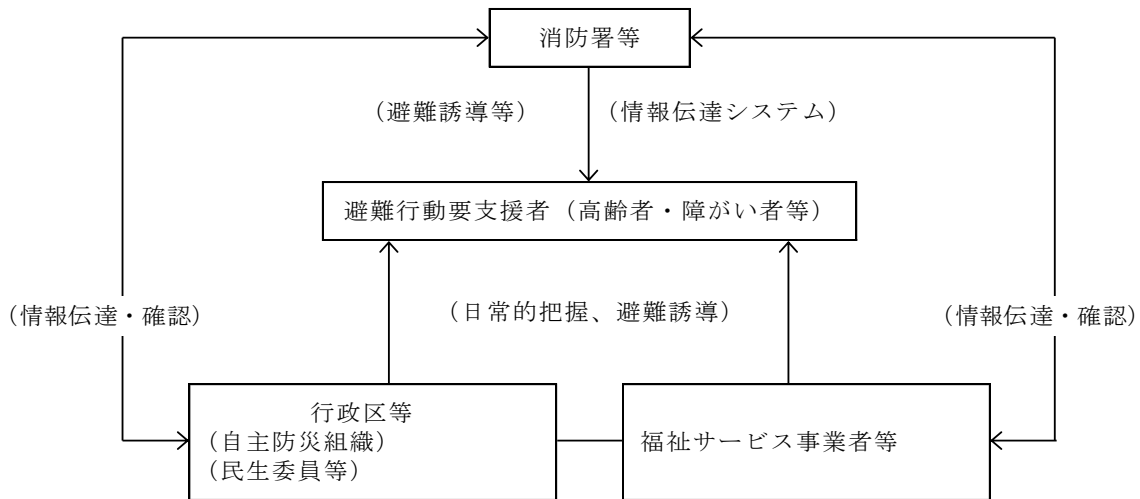 消防署等
（避難誘導等）
（情報伝達システム）
避難行動要支援者（高齢者・障がい者等）
（情報伝達・確認）
（日常的把握、避難誘導）
（情報伝達・確認）
行政区等
（自主防災組織）
（民生委員等）
福祉サービス事業者等